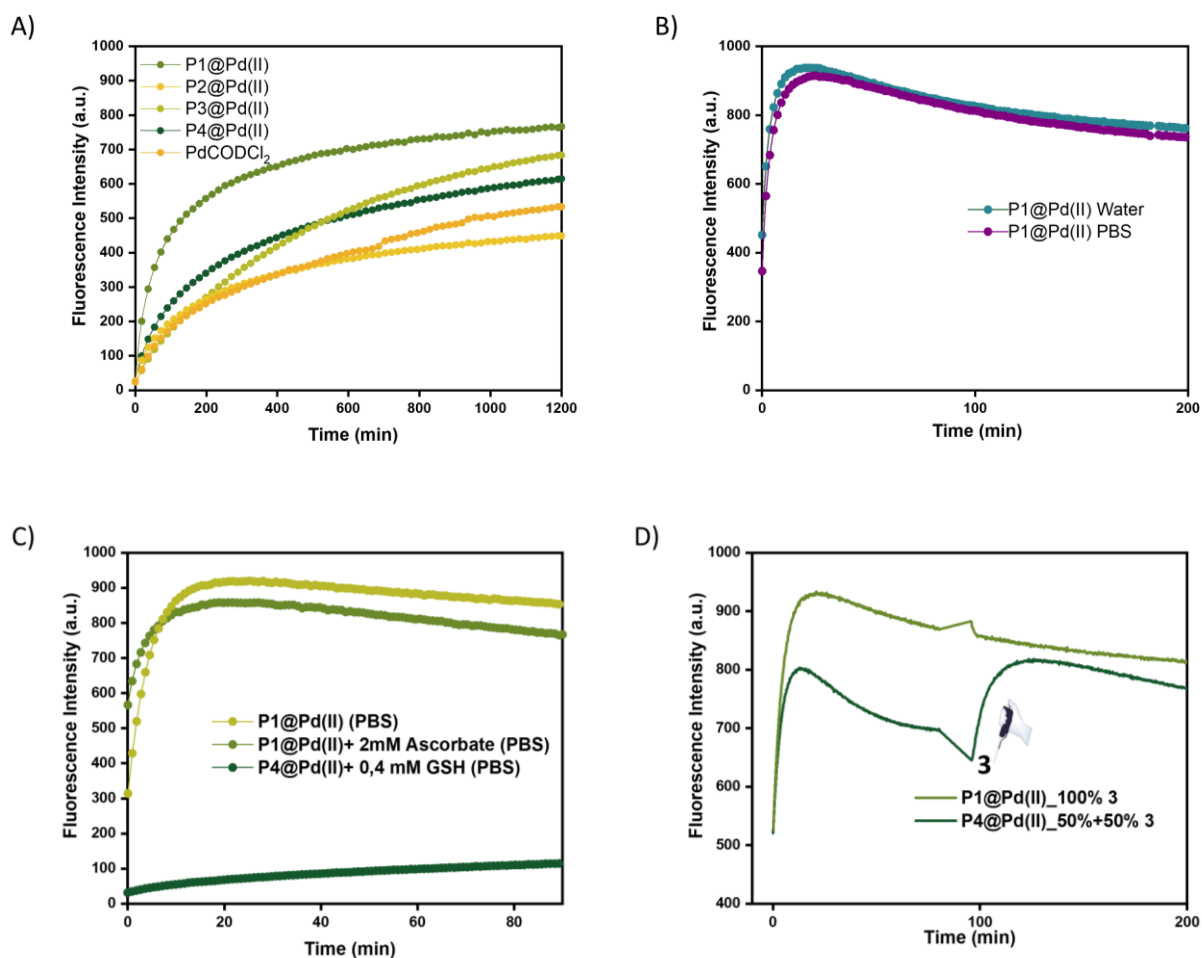 A)
Fluorescence Intensity (a.u.)
1000
900
800
700
600
500
400
300
200
100
0
P1@Pd(II)
P2@Pd(II)
P3@Pd(II)
P4@Pd(II)
PdCODCl₂
0 200 400 600 800 1000 1200
Time (min)
B)
Fluorescence Intensity (a.u.)
1000
800
600
400
200
0
P1@Pd(II) Water
P1@Pd(II) PBS
0 100 200
Time (min)
C)
Fluorescence Intensity (a.u.)
1000
900
800
700
600
500
400
300
200
100
0
P1@Pd(II) (PBS)
P1@Pd(II)+ 2mM Ascorbate (PBS)
P4@Pd(II)+ 0,4 mM GSH (PBS)
0 20 40 60 80
Time (min)
D)
Fluorescence Intensity (a.u.)
1000
900
800
700
600
500
400
3
P1@Pd(II)_100% 3
P4@Pd(II)_50%+50% 3
0 100 200
Time (min)